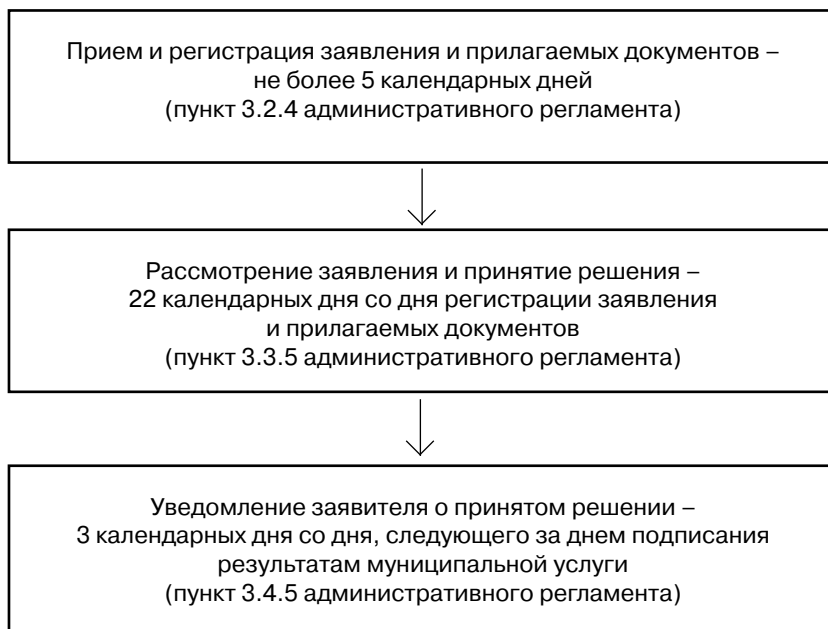 Прием и регистрация заявления и прилагаемых документов –
не более 5 календарных дней
(пункт 3.2.4 административного регламента)
Рассмотрение заявления и принятие решения –
22 календарных дня со дня регистрации заявления
и прилагаемых документов
(пункт 3.3.5 административного регламента)
Уведомление заявителя о принятом решении –
3 календарных дня со дня, следующего за днем подписания
результатам муниципальной услуги
(пункт 3.4.5 административного регламента)